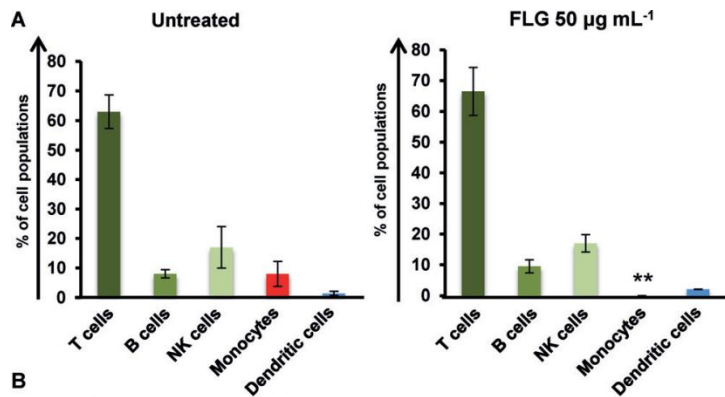 A
Untreated
% of cell populations
80
70
60
50
40
30
20
10
0
T cells
B cells
NK cells
Monocytes
Dendritic cells
FLG 50 µg mL⁻¹
% of cell populations
80
70
60
50
40
30
20
10
0
**
T cells
B cells
NK cells
Monocytes
Dendritic cells
B